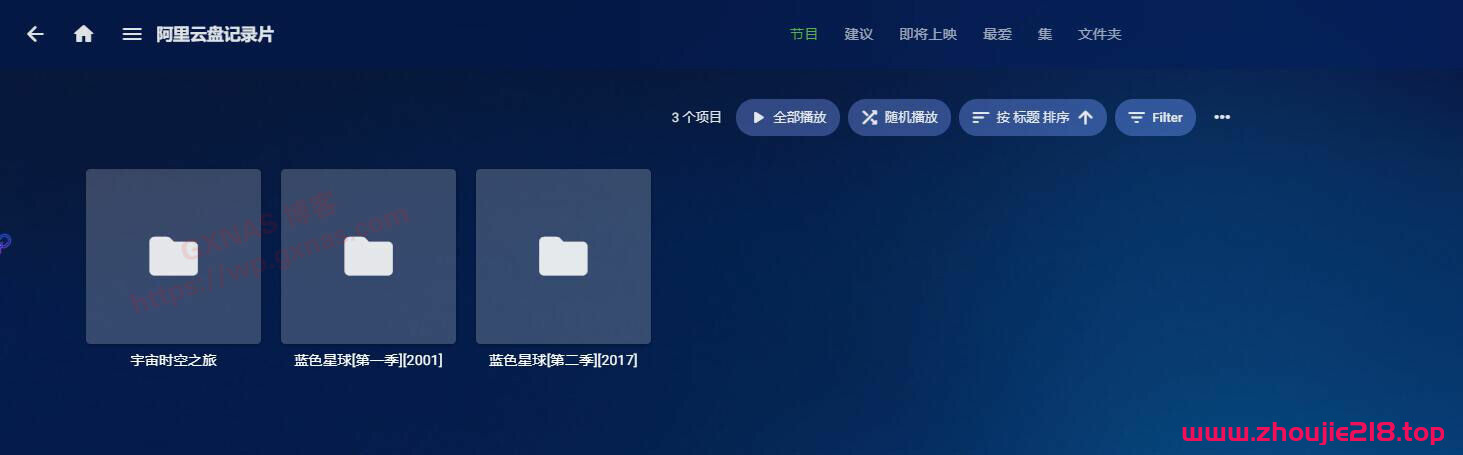 阿里云盘记录片
节目 建议 即将上映 最爱 集 文件夹
3 个项目 全部播放 随机播放 按 标题 排序 Filter
GXNAS 博客
https://wp.gxnas.com
宇宙时空之旅 蓝色星球[第一季][2001] 蓝色星球[第二季][2017]
www.zhoujie218.top